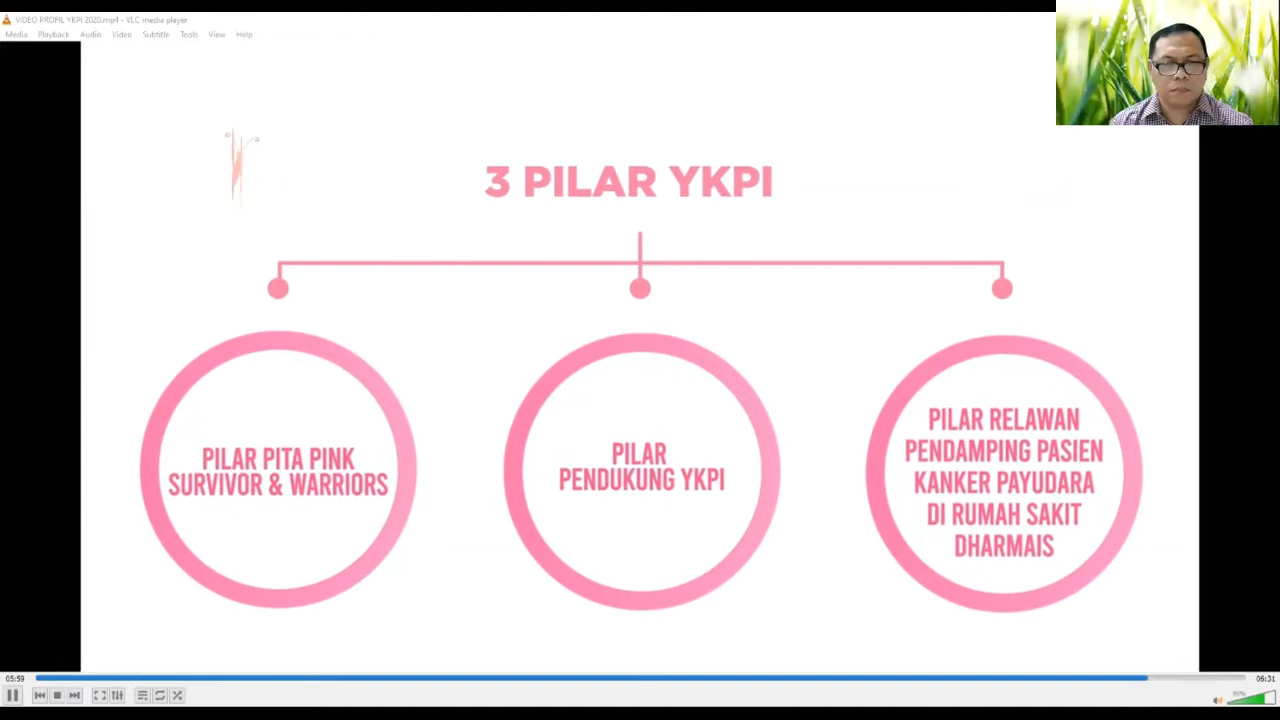 VIDEO PROFIL YKPI 2020.mp4 - VLC media player
Media Playback Audio Video Subtitle Tools View Help
3 PILAR YKPI
PILAR PITA PINK
SURVIVOR & WARRIORS
PILAR
PENDUKUNG YKPI
PILAR RELAWAN
PENDAMPING PASIEN
KANKER PAYUDARA
DI RUMAH SAKIT
DHARMAIS
05:59
06:31